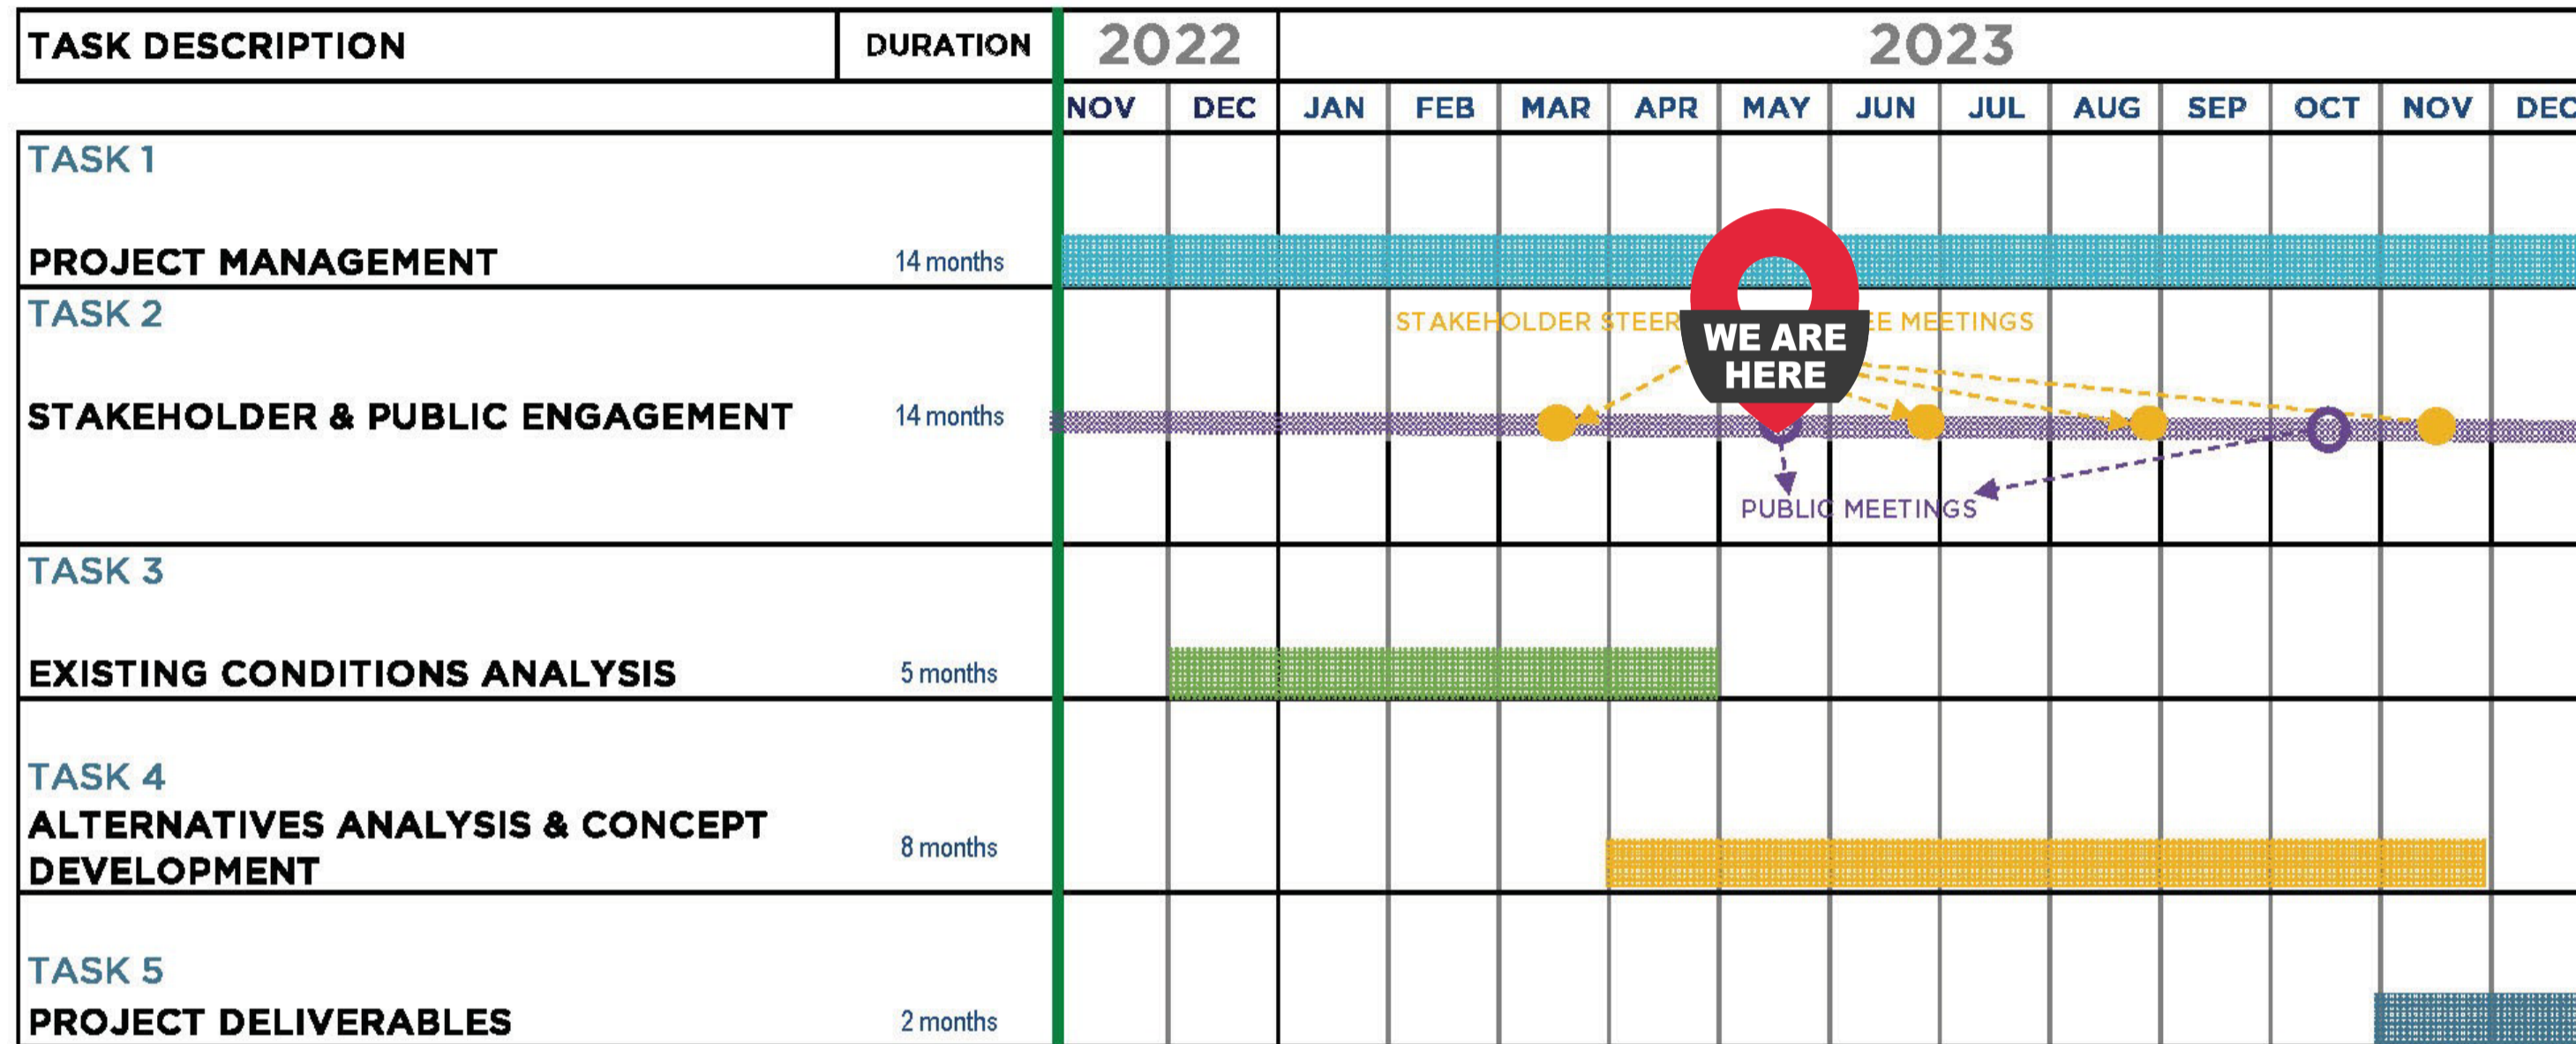 TASK DESCRIPTION DURATION 2022 2023
NOV DEC JAN FEB MAR APR MAY JUN JUL AUG SEP OCT NOV DEC
TASK 1
PROJECT MANAGEMENT 14 months
TASK 2
STAKEHOLDER STEER EE MEETINGS
WE ARE
HERE
STAKEHOLDER & PUBLIC ENGAGEMENT 14 months
PUBLIC MEETINGS
TASK 3
EXISTING CONDITIONS ANALYSIS 5 months
TASK 4
ALTERNATIVES ANALYSIS & CONCEPT
DEVELOPMENT 8 months
TASK 5
PROJECT DELIVERABLES 2 months